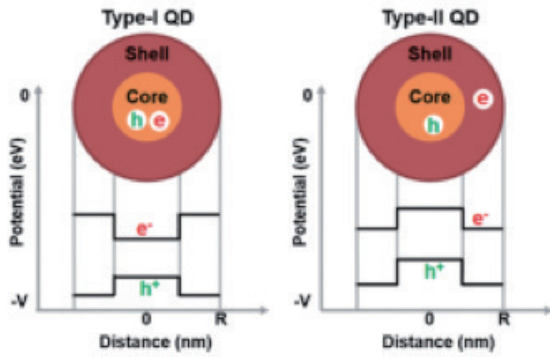 Type-I QD
Shell
Core
h e
0
Potential (eV)
e-
h+
-V
0 R
Distance (nm)
Type-II QD
Shell
Core
e
h
0
Potential (eV)
e-
h+
-V
0 R
Distance (nm)